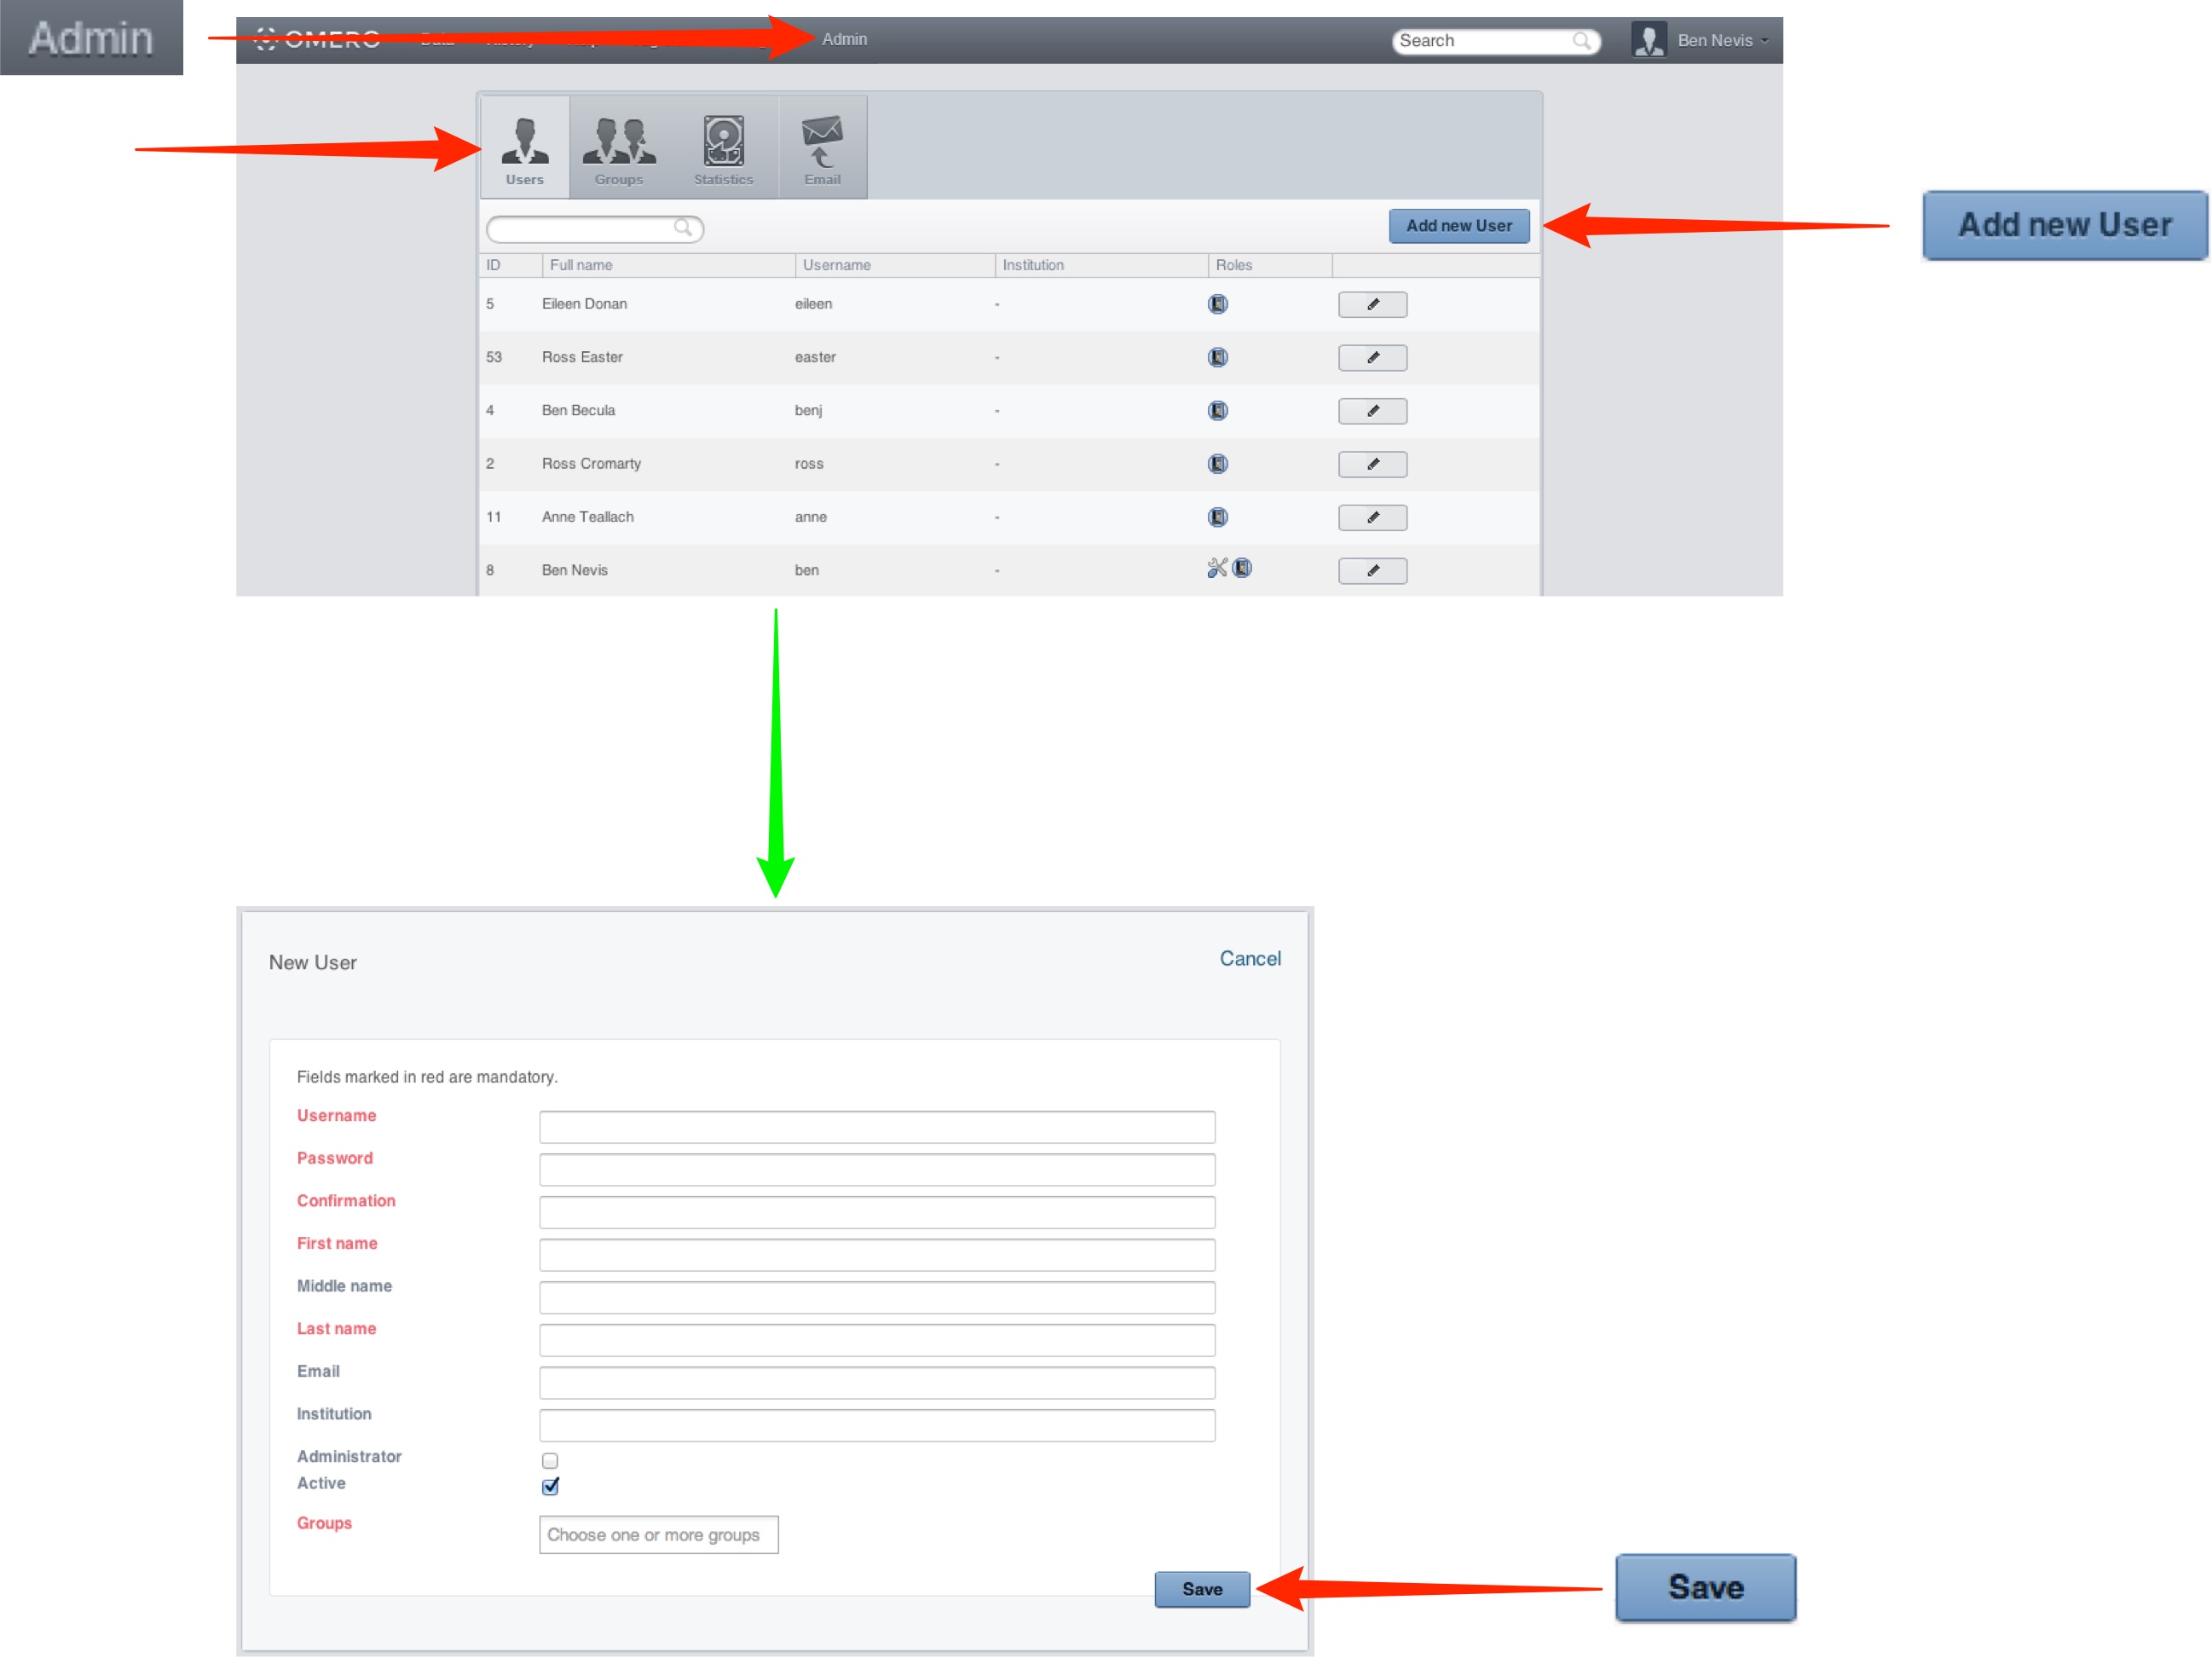 Admin
OMERO
Admin
Search
Ben Nevis
Users
Groups
Statistics
Email
Add new User
Add new User
ID Full name Username Institution Roles
5 Eileen Donan eileen -
53 Ross Easter easter -
4 Ben Becula benj -
2 Ross Cromarty ross -
11 Anne Teallach anne -
8 Ben Nevis ben -
New User
Cancel
Fields marked in red are mandatory.
Username
Password
Confirmation
First name
Middle name
Last name
Email
Institution
Administrator
Active
Groups
Choose one or more groups
Save
Save